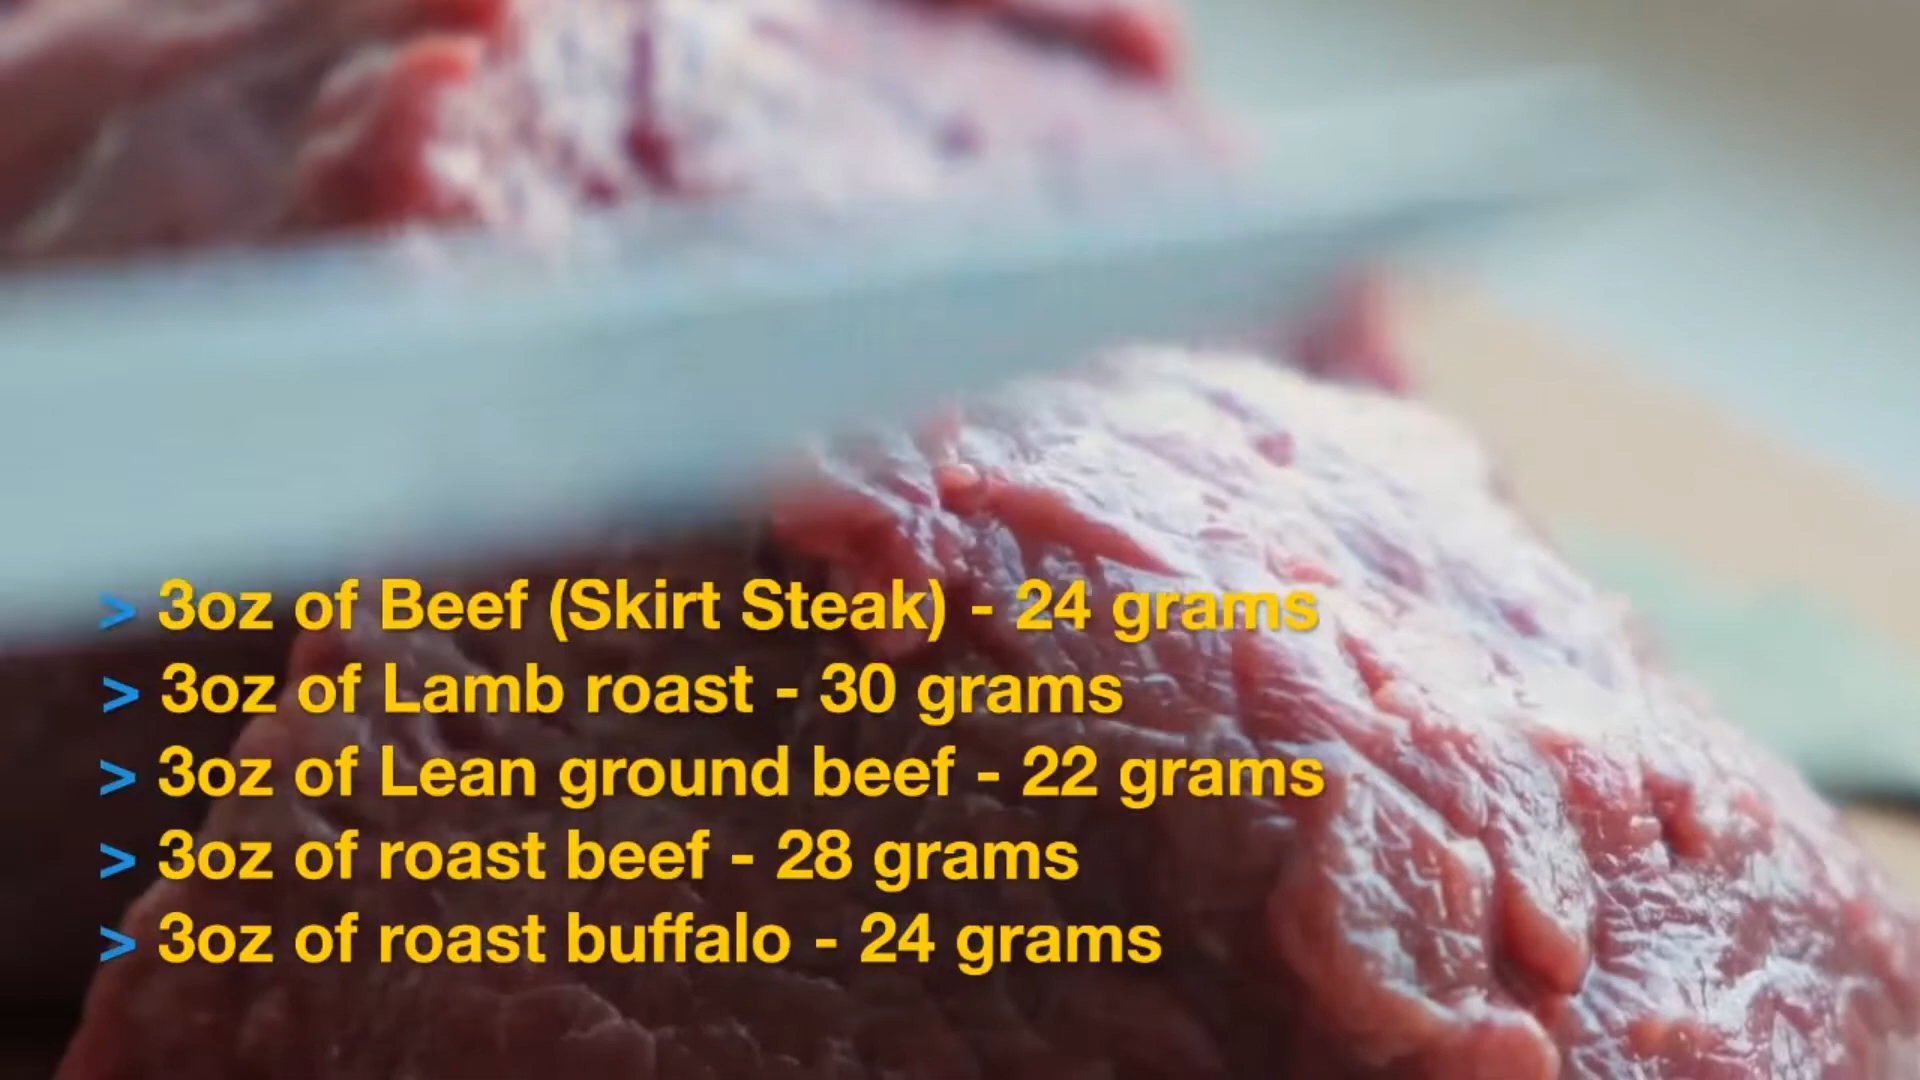 > 3oz of Beef (Skirt Steak) - 24 grams
> 3oz of Lamb roast - 30 grams
> 3oz of Lean ground beef - 22 grams
> 3oz of roast beef - 28 grams
> 3oz of roast buffalo - 24 grams